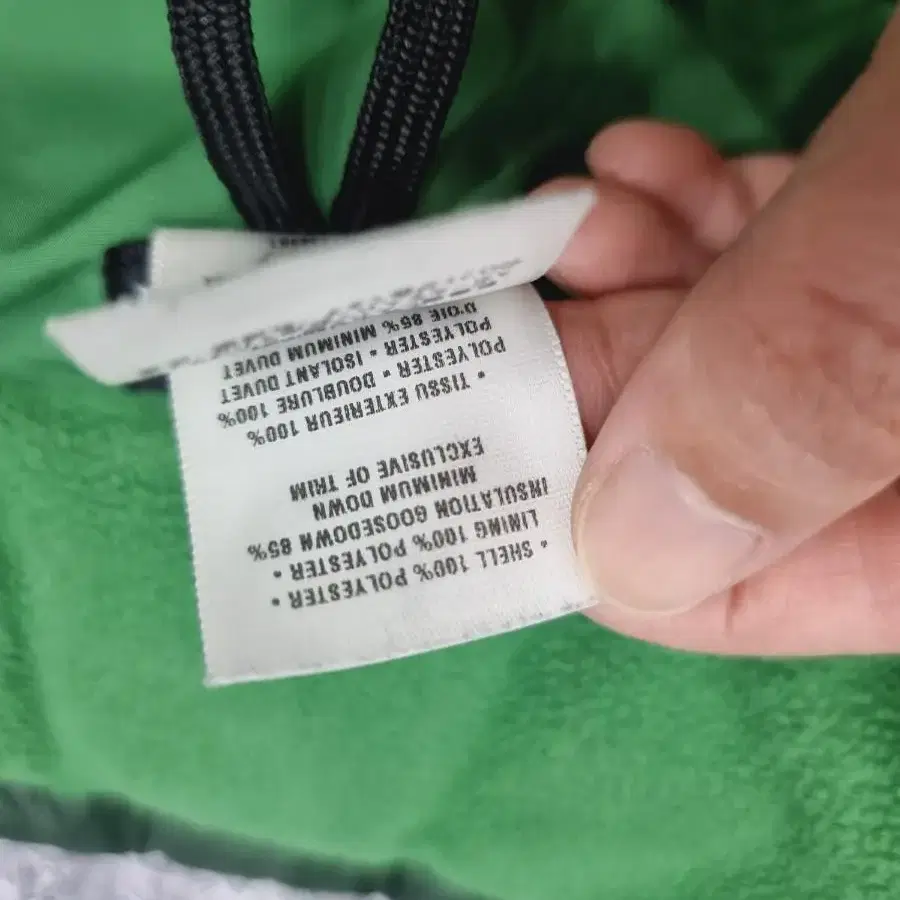 • SHELL 100% POLYESTER •
LINING 100% POLYESTER •
INSULATION GOOSEDOWN 85%
MINIMUM DOWN
EXCLUSIVE OF TRIM
• TISSU EXTERIEUR 100%
POLYESTER • DOUBLURE 100%
POLYESTER • ISOLANT DUVET
D'OIE 85% MINIMUM DUVET